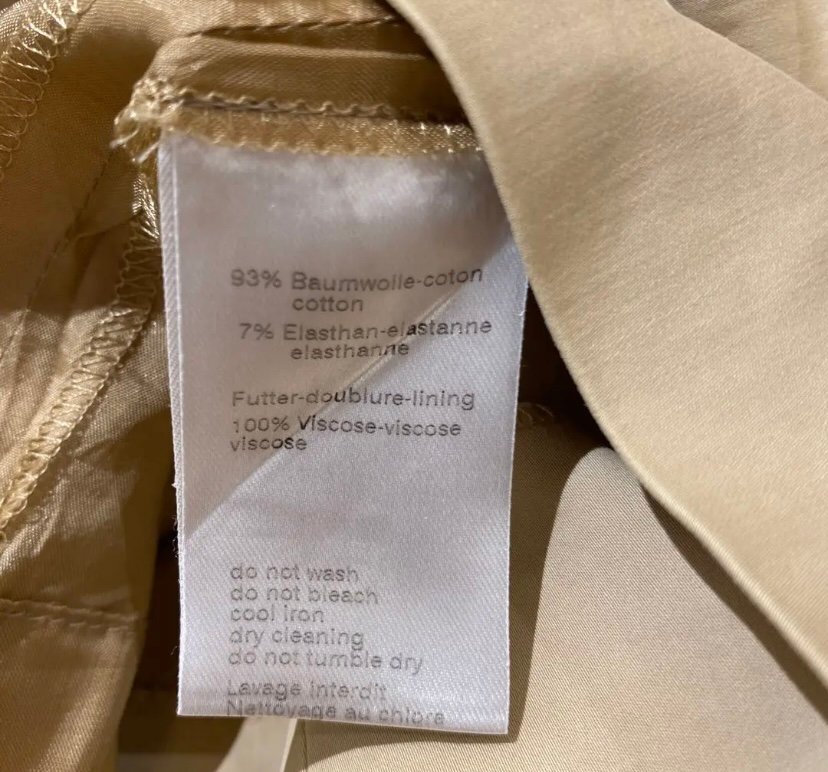 93% Baumwolle-coton
cotton
7% Elasthan-elastanne
elasthanne
Futter-doublure-lining
100% Viscose-viscose
viscose
do not wash
do not bleach
cool iron
dry cleaning
do not tumble dry
Lavage interdit
Nettoyage au chlore